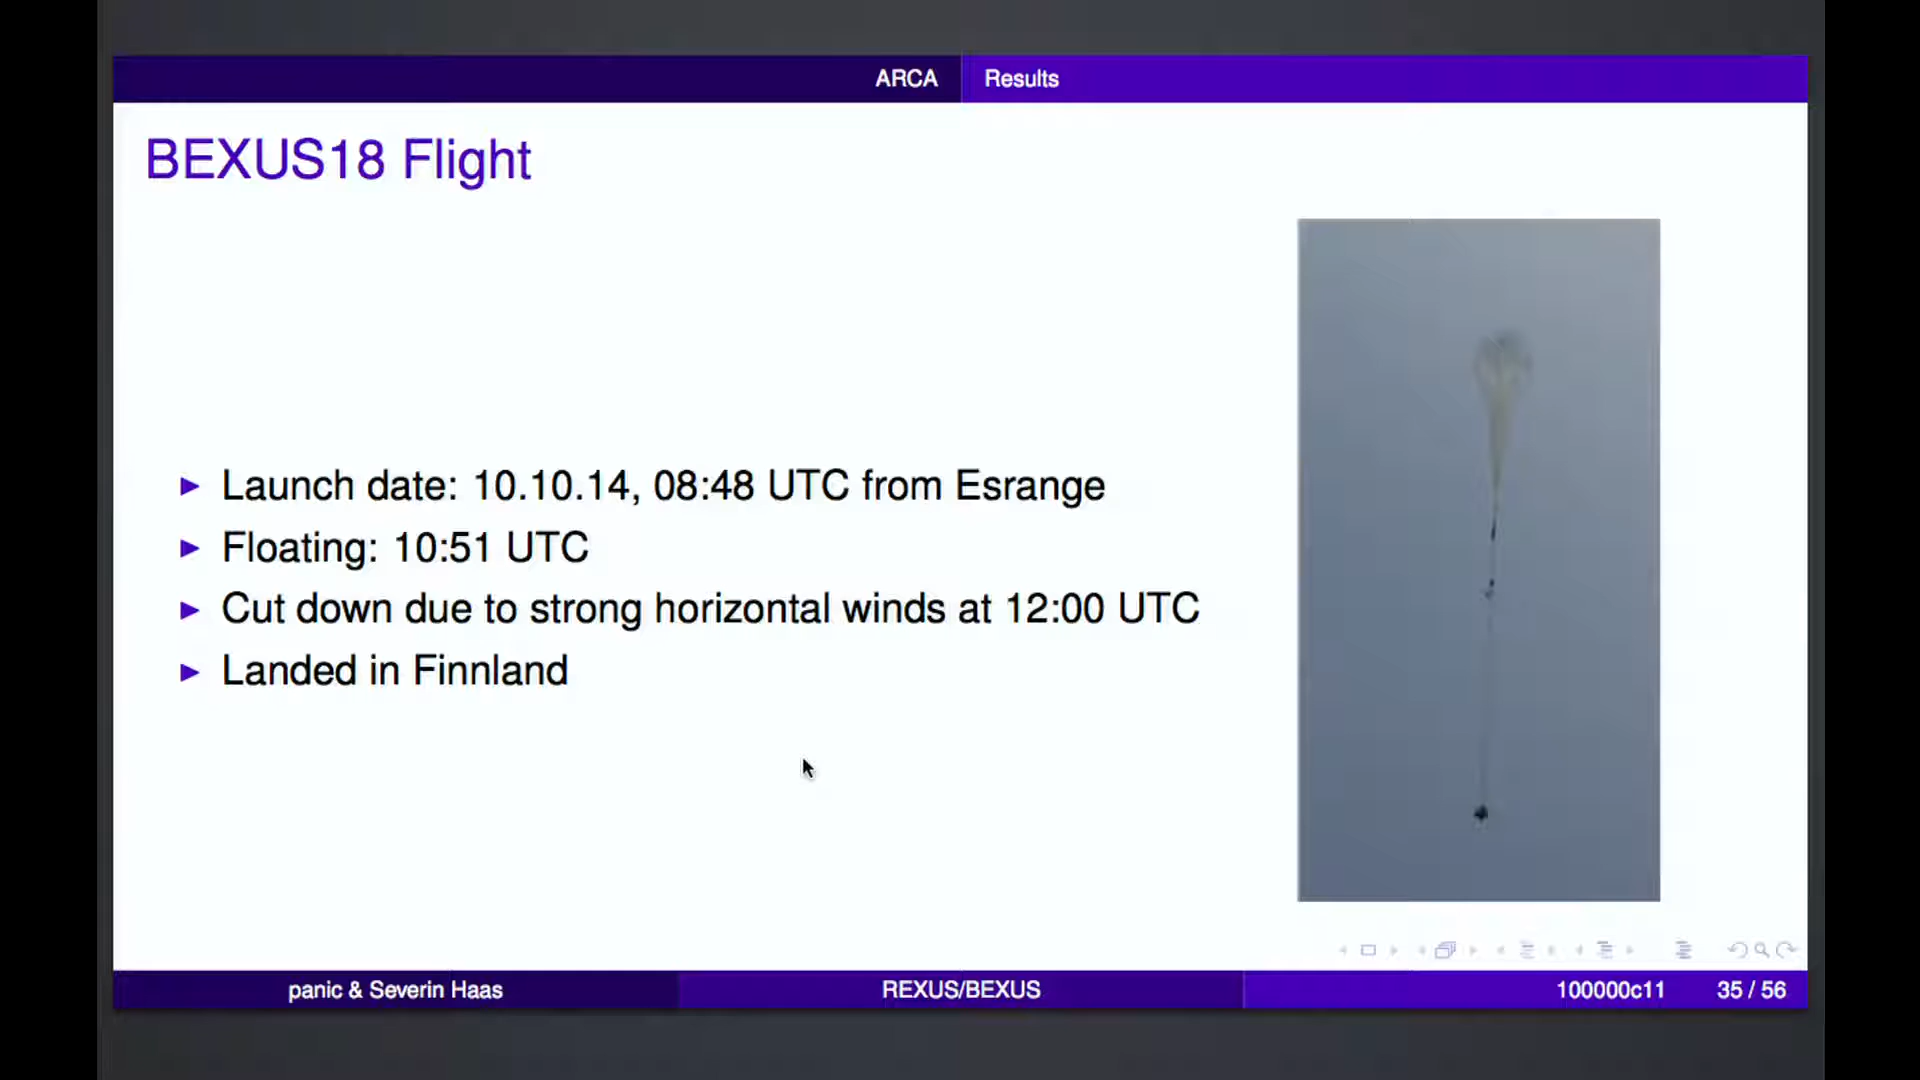 ARCA Results
BEXUS18 Flight
Launch date: 10.10.14, 08:48 UTC from Esrange
Floating: 10:51 UTC
Cut down due to strong horizontal winds at 12:00 UTC
Landed in Finnland
panic & Severin Haas REXUS/BEXUS 100000c11 35 / 56